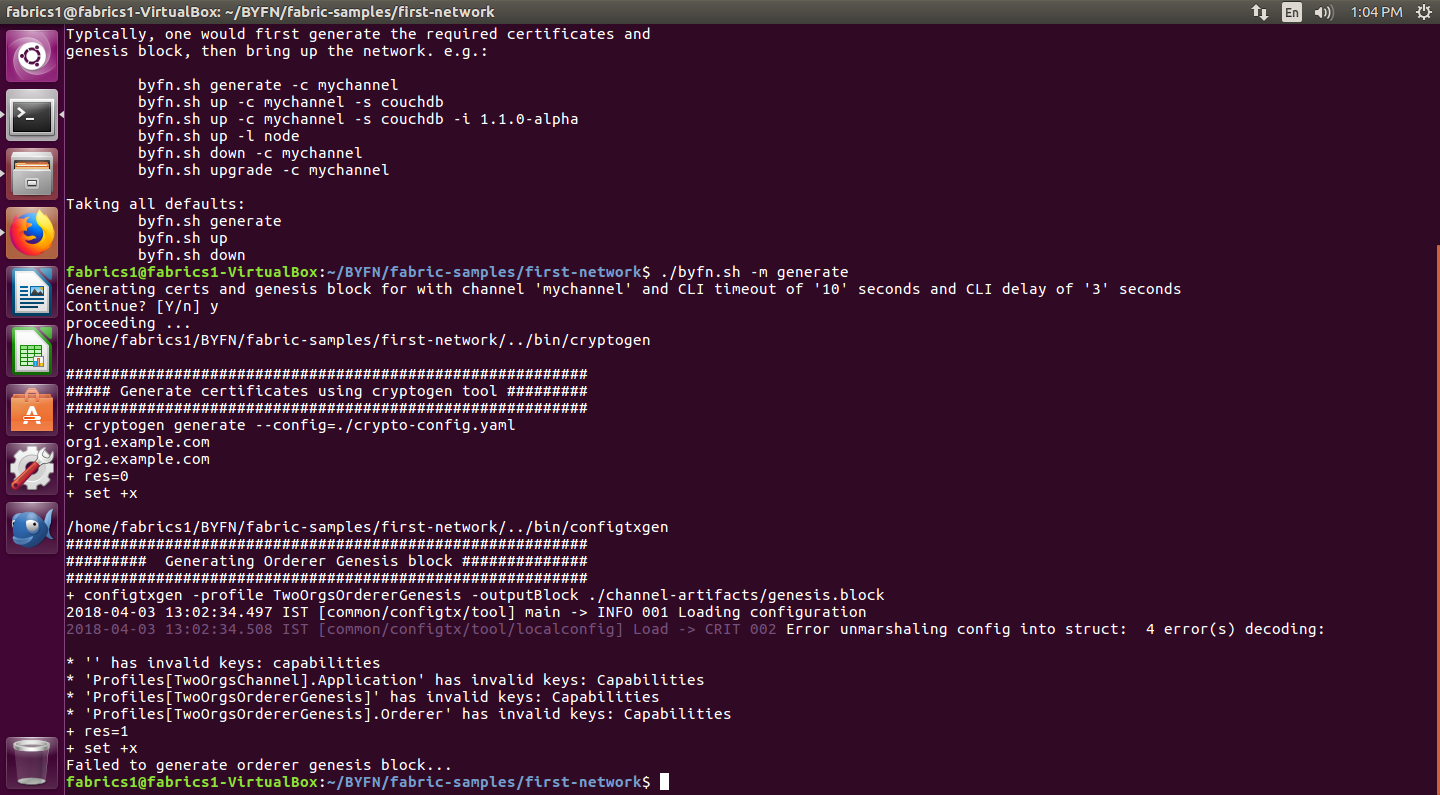 fabrics1@fabrics1-VirtualBox: ~/BYFN/fabric-samples/first-network
En
1:04 PM
Typically, one would first generate the required certificates and
genesis block, then bring up the network. e.g.:
byfn.sh generate -c mychannel
byfn.sh up -c mychannel -s couchdb
byfn.sh up -c mychannel -s couchdb -i 1.1.0-alpha
byfn.sh up -l node
byfn.sh down -c mychannel
byfn.sh upgrade -c mychannel
Taking all defaults:
byfn.sh generate
byfn.sh up
byfn.sh down
fabrics1@fabrics1-VirtualBox:~/BYFN/fabric-samples/first-network$ ./byfn.sh -m generate
Generating certs and genesis block for with channel 'mychannel' and CLI timeout of '10' seconds and CLI delay of '3' seconds
Continue? [Y/n] y
proceeding ...
/home/fabrics1/BYFN/fabric-samples/first-network/../bin/cryptogen
##########################################################
##### Generate certificates using cryptogen tool #########
##########################################################
+ cryptogen generate --config=./crypto-config.yaml
org1.example.com
org2.example.com
+ res=0
+ set +x
/home/fabrics1/BYFN/fabric-samples/first-network/../bin/configtxgen
##########################################################
#########  Generating Orderer Genesis block ##############
##########################################################
+ configtxgen -profile TwoOrgsOrdererGenesis -outputBlock ./channel-artifacts/genesis.block
2018-04-03 13:02:34.497 IST [common/configtx/tool] main -> INFO 001 Loading configuration
2018-04-03 13:02:34.508 IST [common/configtx/tool/localconfig] Load -> CRIT 002 Error unmarshaling config into struct:  4 error(s) decoding:
* '' has invalid keys: capabilities
* 'Profiles[TwoOrgsChannel].Application' has invalid keys: Capabilities
* 'Profiles[TwoOrgsOrdererGenesis]' has invalid keys: Capabilities
* 'Profiles[TwoOrgsOrdererGenesis].Orderer' has invalid keys: Capabilities
+ res=1
+ set +x
Failed to generate orderer genesis block...
fabrics1@fabrics1-VirtualBox:~/BYFN/fabric-samples/first-network$